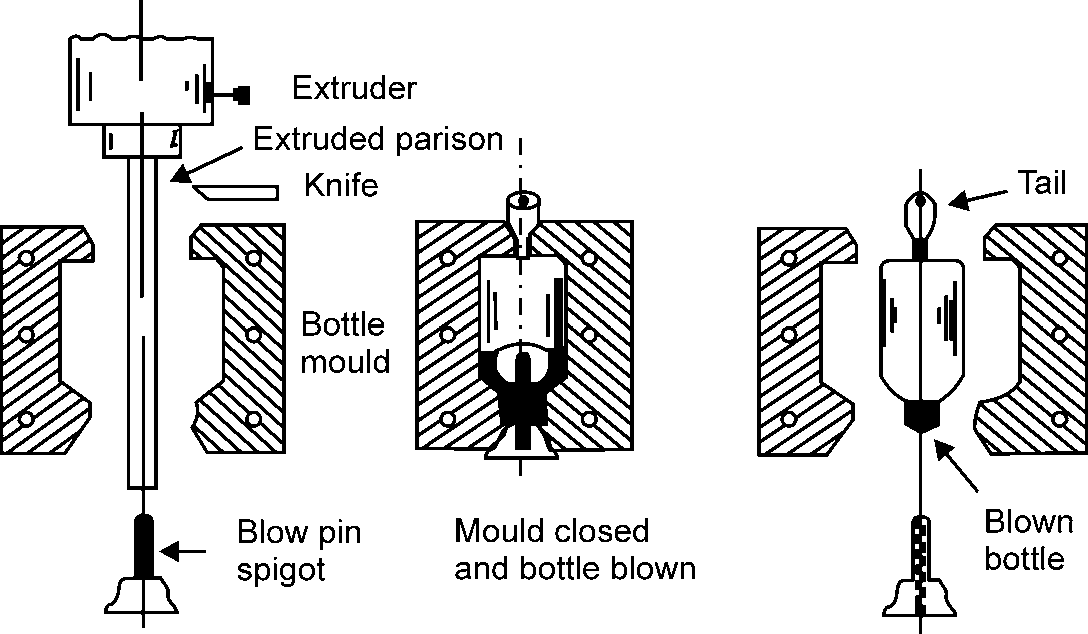 Extruder
Extruded parison
Knife
Tail
Bottle
mould
Blow pin
spigot
Mould closed
and bottle blown
Blown
bottle